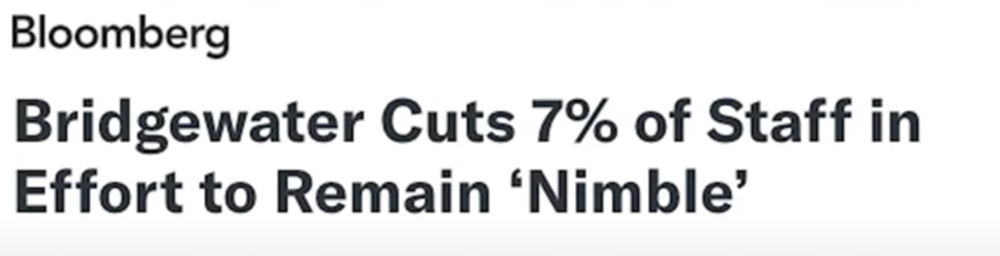 Bloomberg
Bridgewater Cuts 7% of Staff in
Effort to Remain ‘Nimble’